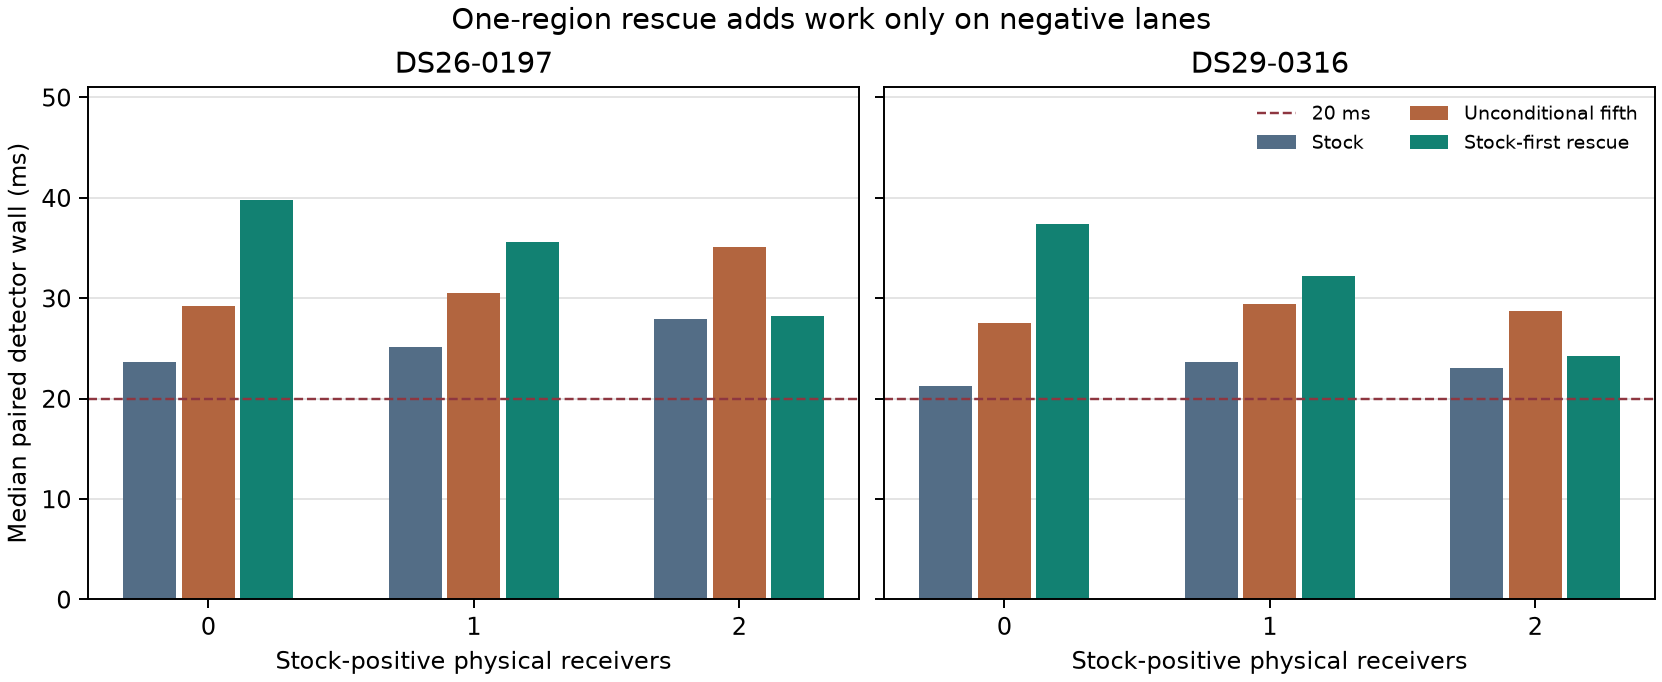 One-region rescue adds work only on negative lanes
DS26-0197
DS29-0316
Median paired detector wall (ms)
50
40
30
20
10
0
0
1
2
Stock-positive physical receivers
20 ms
Stock
Unconditional fifth
Stock-first rescue
0
1
2
Stock-positive physical receivers